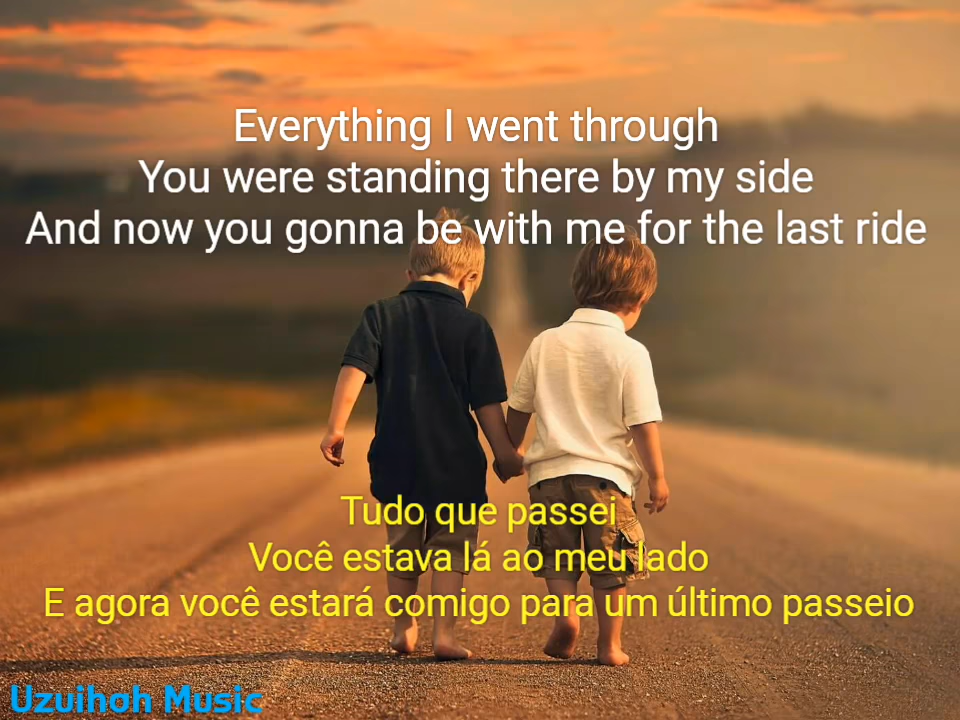 Everything I went through
You were standing there by my side
And now you gonna be with me for the last ride
Tudo que passei
Você estava lá ao meu lado
E agora você estará comigo para um último passeio
Uzuihoh Music